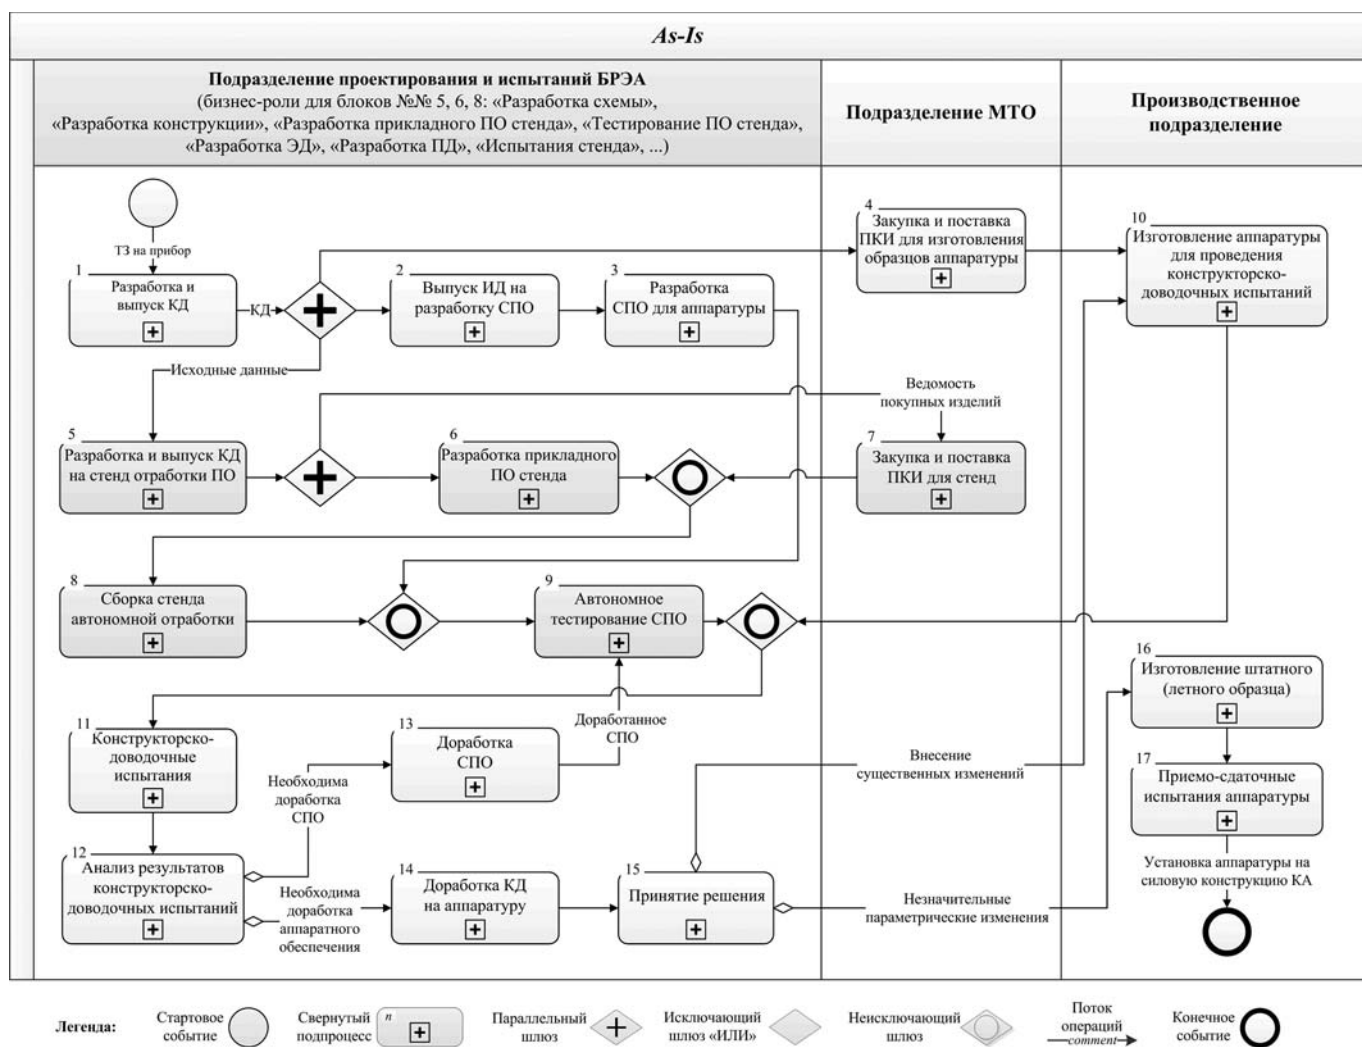 As-Is
Подразделение проектирования и испытаний БРЭА
(бизнес-роли для блоков №№ 5, 6, 8: «Разработка схемы»,
«Разработка конструкции», «Разработка прикладного ПО стенда», «Тестирование ПО стенда»,
«Разработка ЭД», «Разработка ПД», «Испытания стенда», ...)
Подразделение МТО
Производственное
подразделение
ТЗ на прибор
1
Разработка и
выпуск КД
КД
2
Выпуск ИД на
разработку СПО
3
Разработка
СПО для аппаратуры
4
Закупка и поставка
ПКИ для изготовления
образцов аппаратуры
10
Изготовление аппаратуры
для проведения
конструкторско-
доводочных испытаний
Исходные данные
Ведомость
покупных изделий
5
Разработка и выпуск КД
на стенд отработки ПО
6
Разработка прикладного
ПО стенда
7
Закупка и поставка
ПКИ для стенд
8
Сборка стенда
автономной отработки
9
Автономное
тестирование СПО
16
Изготовление штатного
(летного образца)
11
Конструкторско-
доводочные
испытания
13
Доработка
СПО
Доработанное
СПО
Необходима
доработка
СПО
Внесение
существенных изменений
17
Приемо-сдаточные
испытания аппаратуры
12
Анализ результатов
конструкторско-
доводочных испытаний
Необходима
доработка
аппаратного
обеспечения
14
Доработка КД
на аппаратуру
15
Принятие решения
Незначительные
параметрические изменения
Установка аппаратуры на
силовую конструкцию КА
Легенда:
Стартовое
событие
Свернутый
подпроцесс
n
Параллельный
шлюз
Исключающий
шлюз «ИЛИ»
Неисключающий
шлюз
Поток
операций
comment
Конечное
событие